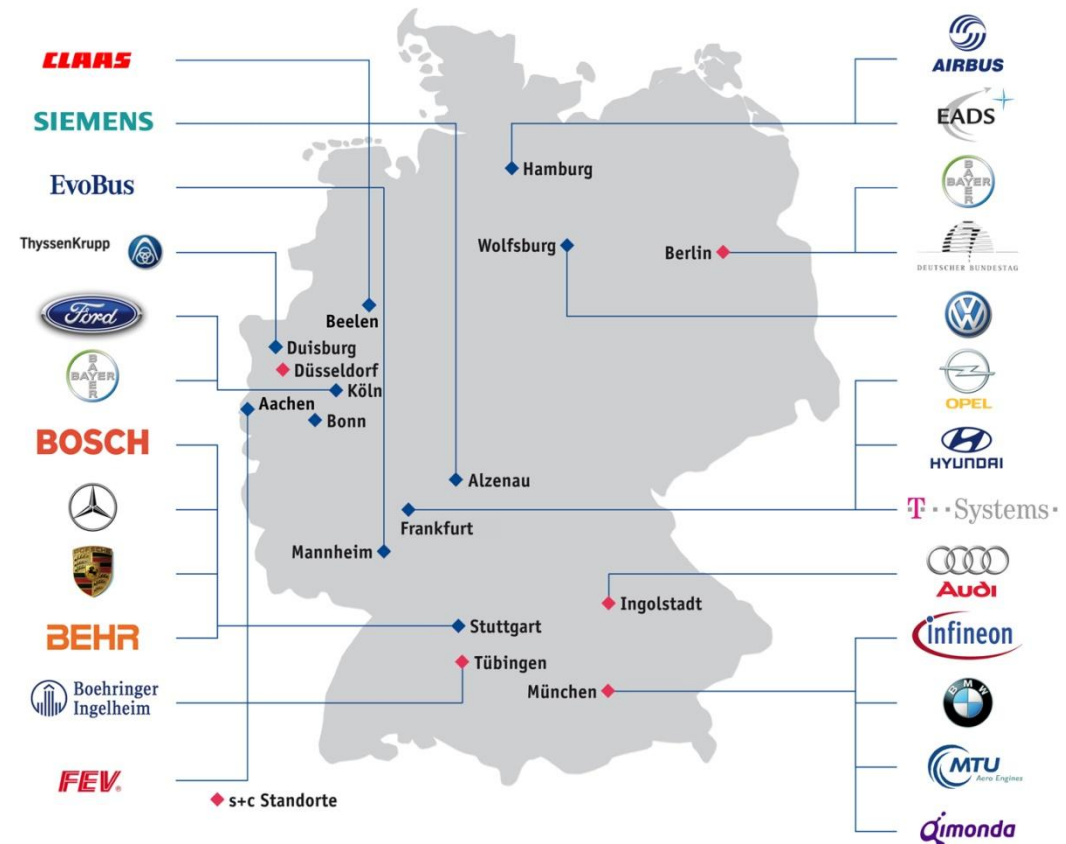 CLAAS
SIEMENS
EvoBus
ThyssenKrupp
Ford
BAYER
BAYER
BOSCH
BEHR
Boehringer
Ingelheim
FEV®
Hamburg
Wolfsburg
Berlin
Beelen
Duisburg
Düsseldorf
Köln
Aachen
Bonn
Alzenau
Frankfurt
Mannheim
Ingolstadt
Stuttgart
Tübingen
München
s+c Standorte
AIRBUS
EADS
BAYER
BAYER
DEUTSCHER BUNDESTAG
OPEL
HYUNDAI
T··Systems·
Audi
infineon
BMW
MTU
Aero Engines
Qimonda